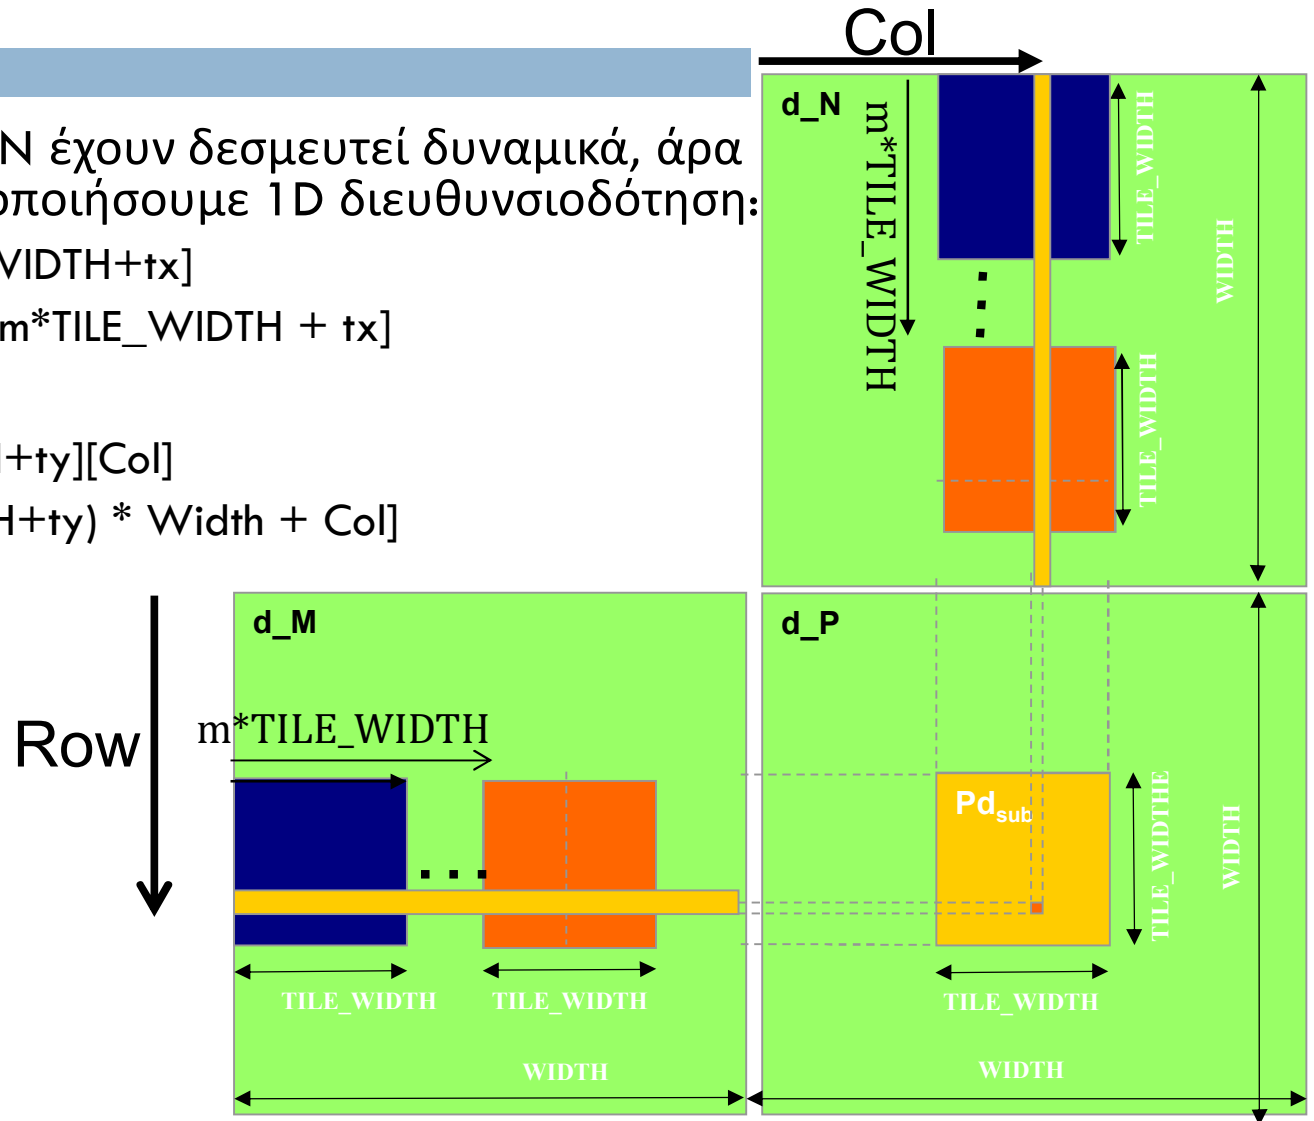 Col
N έχουν δεσμευτεί δυναμικά, άρα
οποιήσουμε 1D διευθυνσιοδότηση:
WIDTH+tx]
m*TILE_WIDTH + tx]
+ty][Col]
H+ty) * Width + Col]
d_N
m*TILE_WIDTH
TILE_WIDTH
WIDTH
TILE_WIDTH
Row
d_M
m*TILE_WIDTH
TILE_WIDTH
TILE_WIDTH
WIDTH
d_P
Pdsub
TILE_WIDTHE
WIDTH
TILE_WIDTH
WIDTH